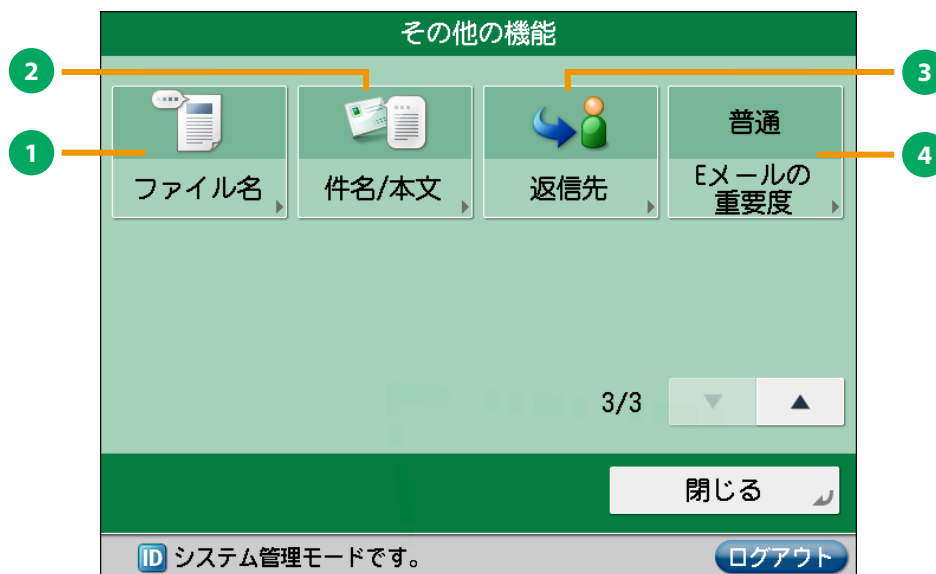 その他の機能
2
3
1
4
普通
ファイル名
件名/本文
返信先
Eメールの
重要度
3/3
閉じる
ID システム管理モードです。
ログアウト